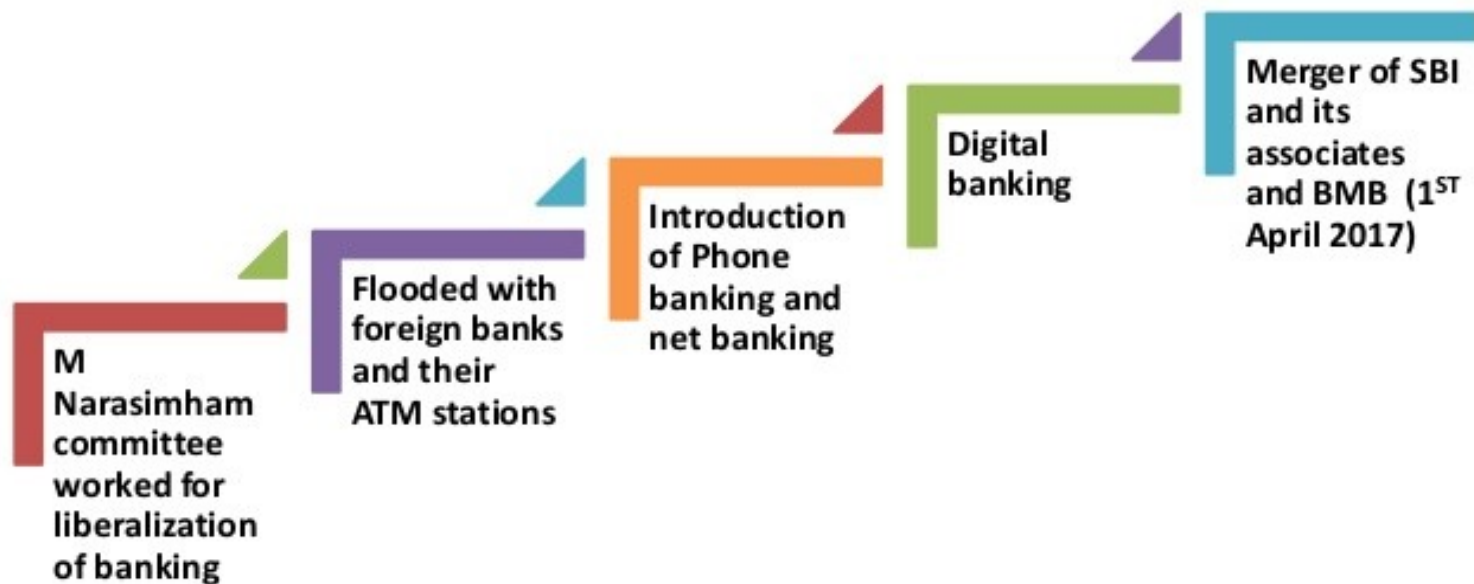 M
Narasimham
committee
worked for
liberalization
of banking
Flooded with
foreign banks
and their
ATM stations
Introduction
of Phone
banking and
net banking
Digital
banking
Merger of SBI
and its
associates
and BMB (1ST
April 2017)